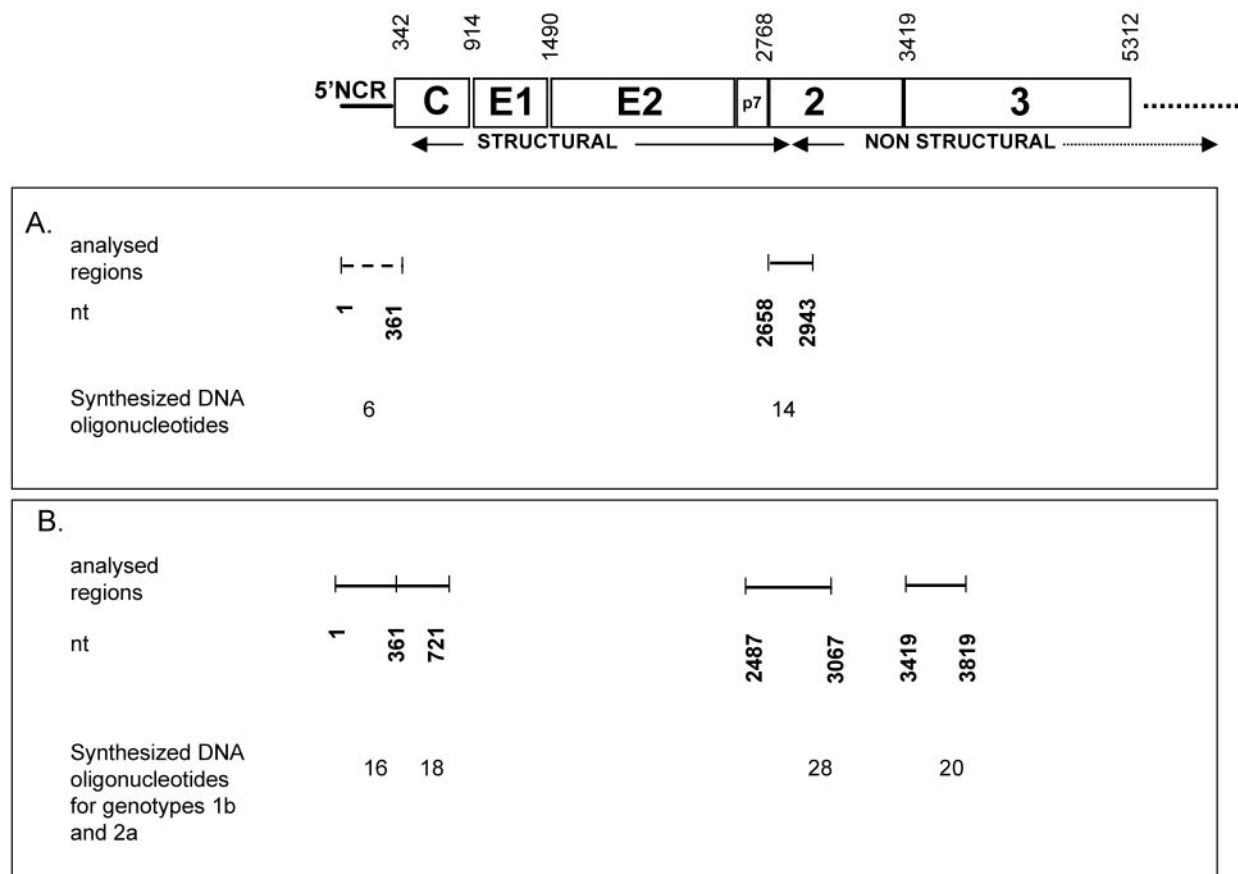 342 914 1490 2768 3419 5312
5'NCR C E1 E2 p7 2 3
STRUCTURAL NON STRUCTURAL
A.
analysed
regions
nt 1 361 2658 2943
Synthesized DNA
oligonucleotides 6 14
B.
analysed
regions
nt 1 361 721 2487 3067 3419 3819
Synthesized DNA
oligonucleotides 16 18 28 20
for genotypes 1b
and 2a